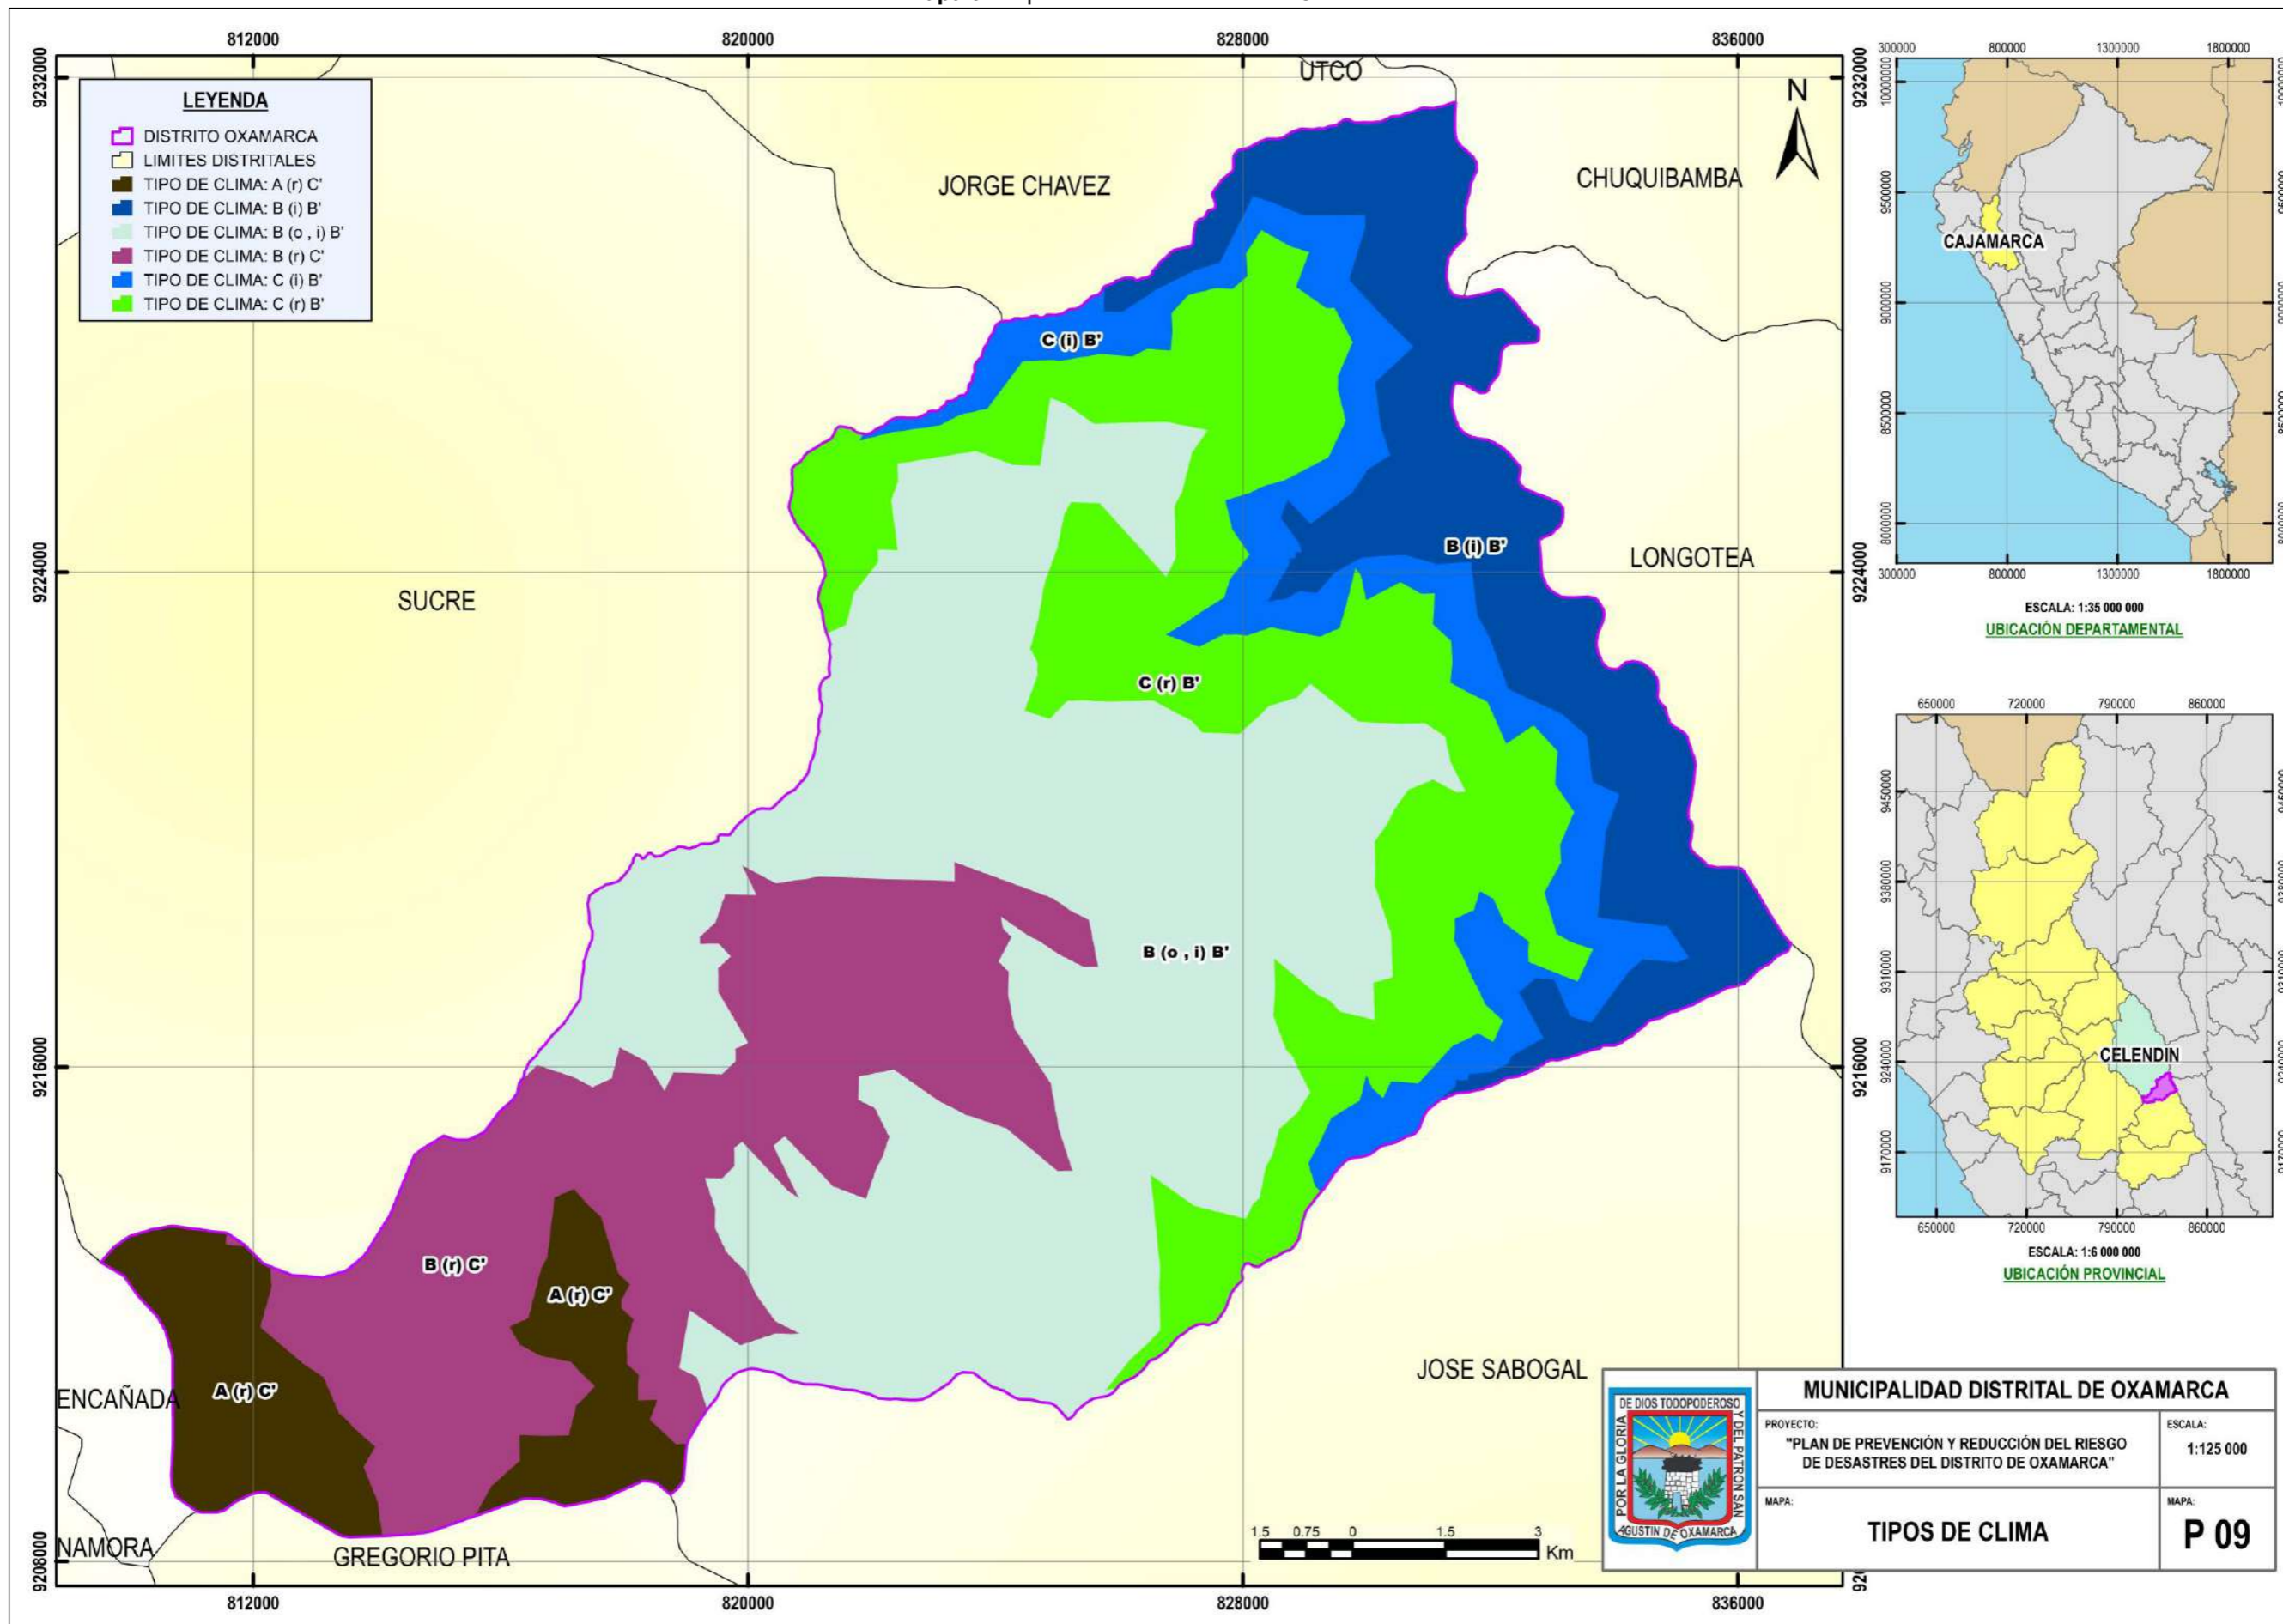 812000
820000
828000
836000
9232000
9224000
9216000
9208000
LEYENDA
DISTRITO OXAMARCA
LIMITES DISTRITALES
TIPO DE CLIMA: A (r) C'
TIPO DE CLIMA: B (i) B'
TIPO DE CLIMA: B (o , i) B'
TIPO DE CLIMA: B (r) C'
TIPO DE CLIMA: C (i) B'
TIPO DE CLIMA: C (r) B'
UTCO
N
JORGE CHAVEZ
CHUQUIBAMBA
C (i) B'
B (i) B'
LONGOTEA
SUCRE
C (r) B'
B (o , i) B'
B (r) C'
A (r) C'
A (r) C'
ENCAÑADA
JOSE SABOGAL
NAMORA
GREGORIO PITA
1.5 0.75 0 1.5 3
Km
812000
820000
828000
836000
9232000
9224000
9216000
300000 800000 1300000 1800000
10000000
9500000
9000000
8500000
8000000
CAJAMARCA
300000 800000 1300000 1800000
ESCALA: 1:35 000 000
UBICACIÓN DEPARTAMENTAL
650000 720000 790000 860000
9450000
9380000
9310000
9240000
9170000
CELENDIN
650000 720000 790000 860000
ESCALA: 1:6 000 000
UBICACIÓN PROVINCIAL
POR LA GLORIA
DE DIOS TODOPODEROSO
Y DEL PATRON SAN
AGUSTIN DE OXAMARCA
MUNICIPALIDAD DISTRITAL DE OXAMARCA
PROYECTO:
"PLAN DE PREVENCIÓN Y REDUCCIÓN DEL RIESGO
DE DESASTRES DEL DISTRITO DE OXAMARCA"
ESCALA:
1:125 000
MAPA:
TIPOS DE CLIMA
MAPA:
P 09